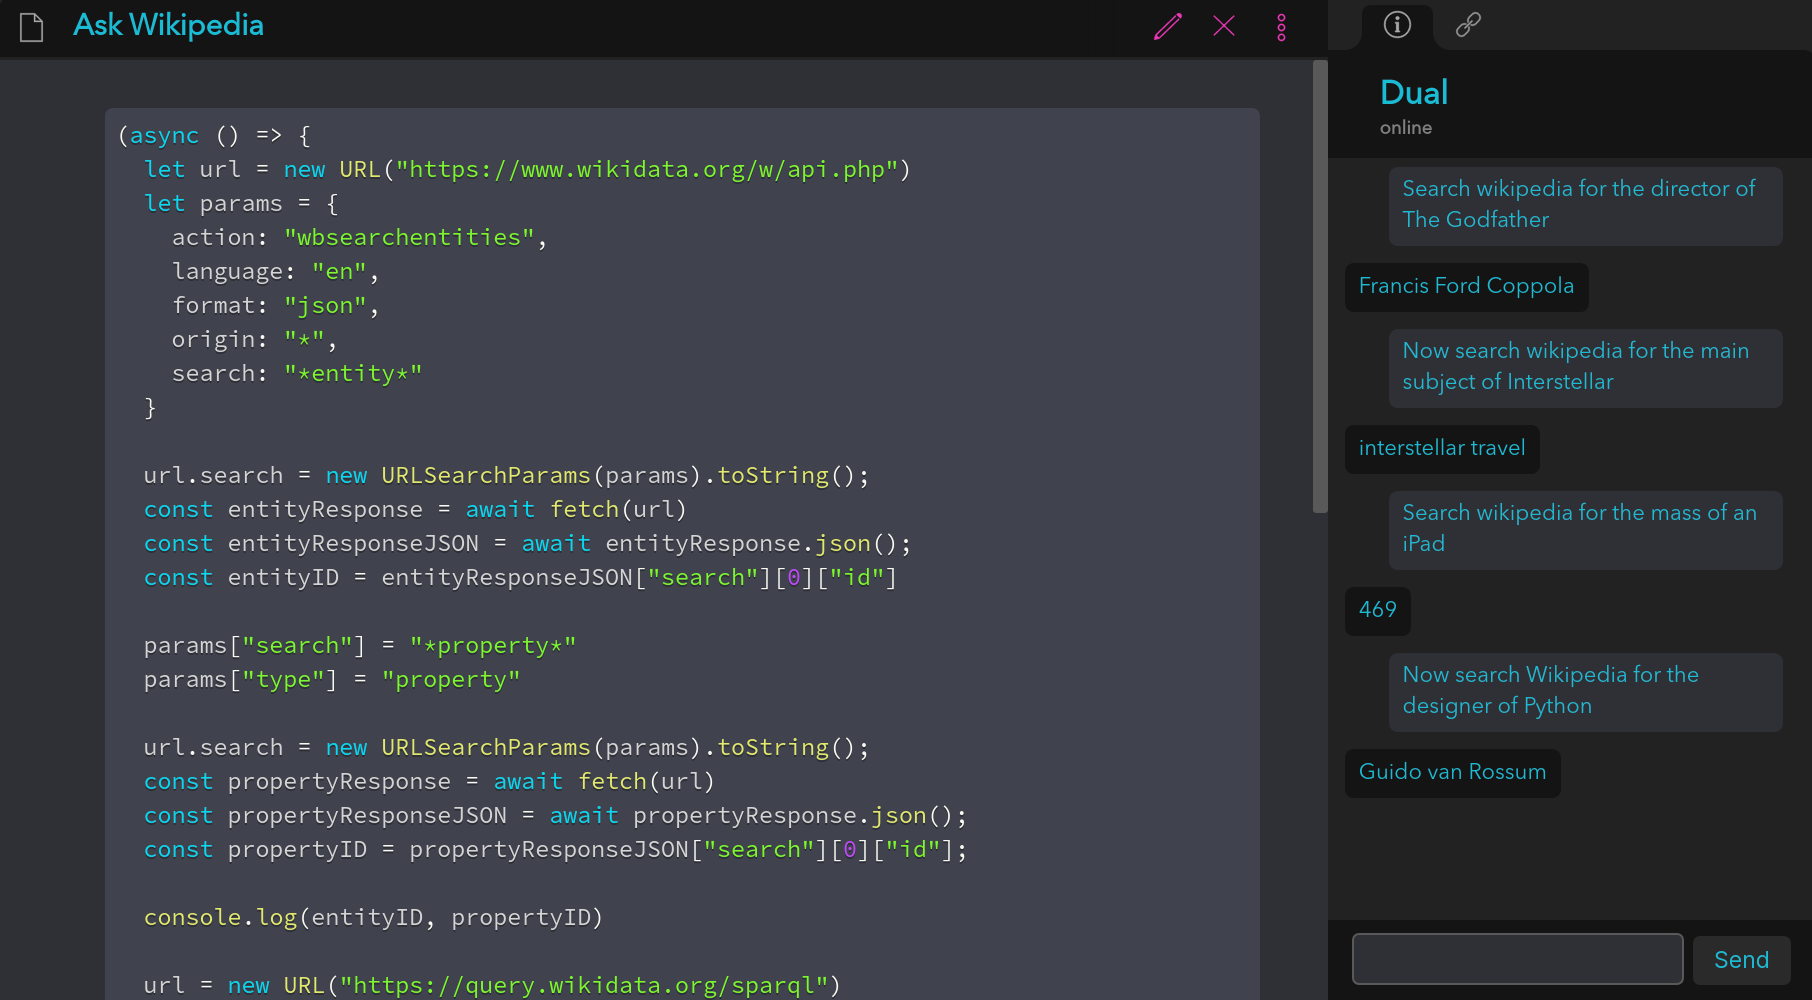 Ask Wikipedia
(async () => {
  let url = new URL("https://www.wikidata.org/w/api.php")
  let params = {
    action: "wbsearchentities",
    language: "en",
    format: "json",
    origin: "*",
    search: "*entity*"
  }
  url.search = new URLSearchParams(params).toString();
  const entityResponse = await fetch(url)
  const entityResponseJSON = await entityResponse.json();
  const entityID = entityResponseJSON["search"][0]["id"]
  params["search"] = "*property*"
  params["type"] = "property"
  url.search = new URLSearchParams(params).toString();
  const propertyResponse = await fetch(url)
  const propertyResponseJSON = await propertyResponse.json();
  const propertyID = propertyResponseJSON["search"][0]["id"];
  console.log(entityID, propertyID)
  url = new URL("https://query.wikidata.org/sparql")
Dual
online
Search wikipedia for the director of
The Godfather
Francis Ford Coppola
Now search wikipedia for the main
subject of Interstellar
interstellar travel
Search wikipedia for the mass of an
iPad
469
Now search Wikipedia for the
designer of Python
Guido van Rossum
Send